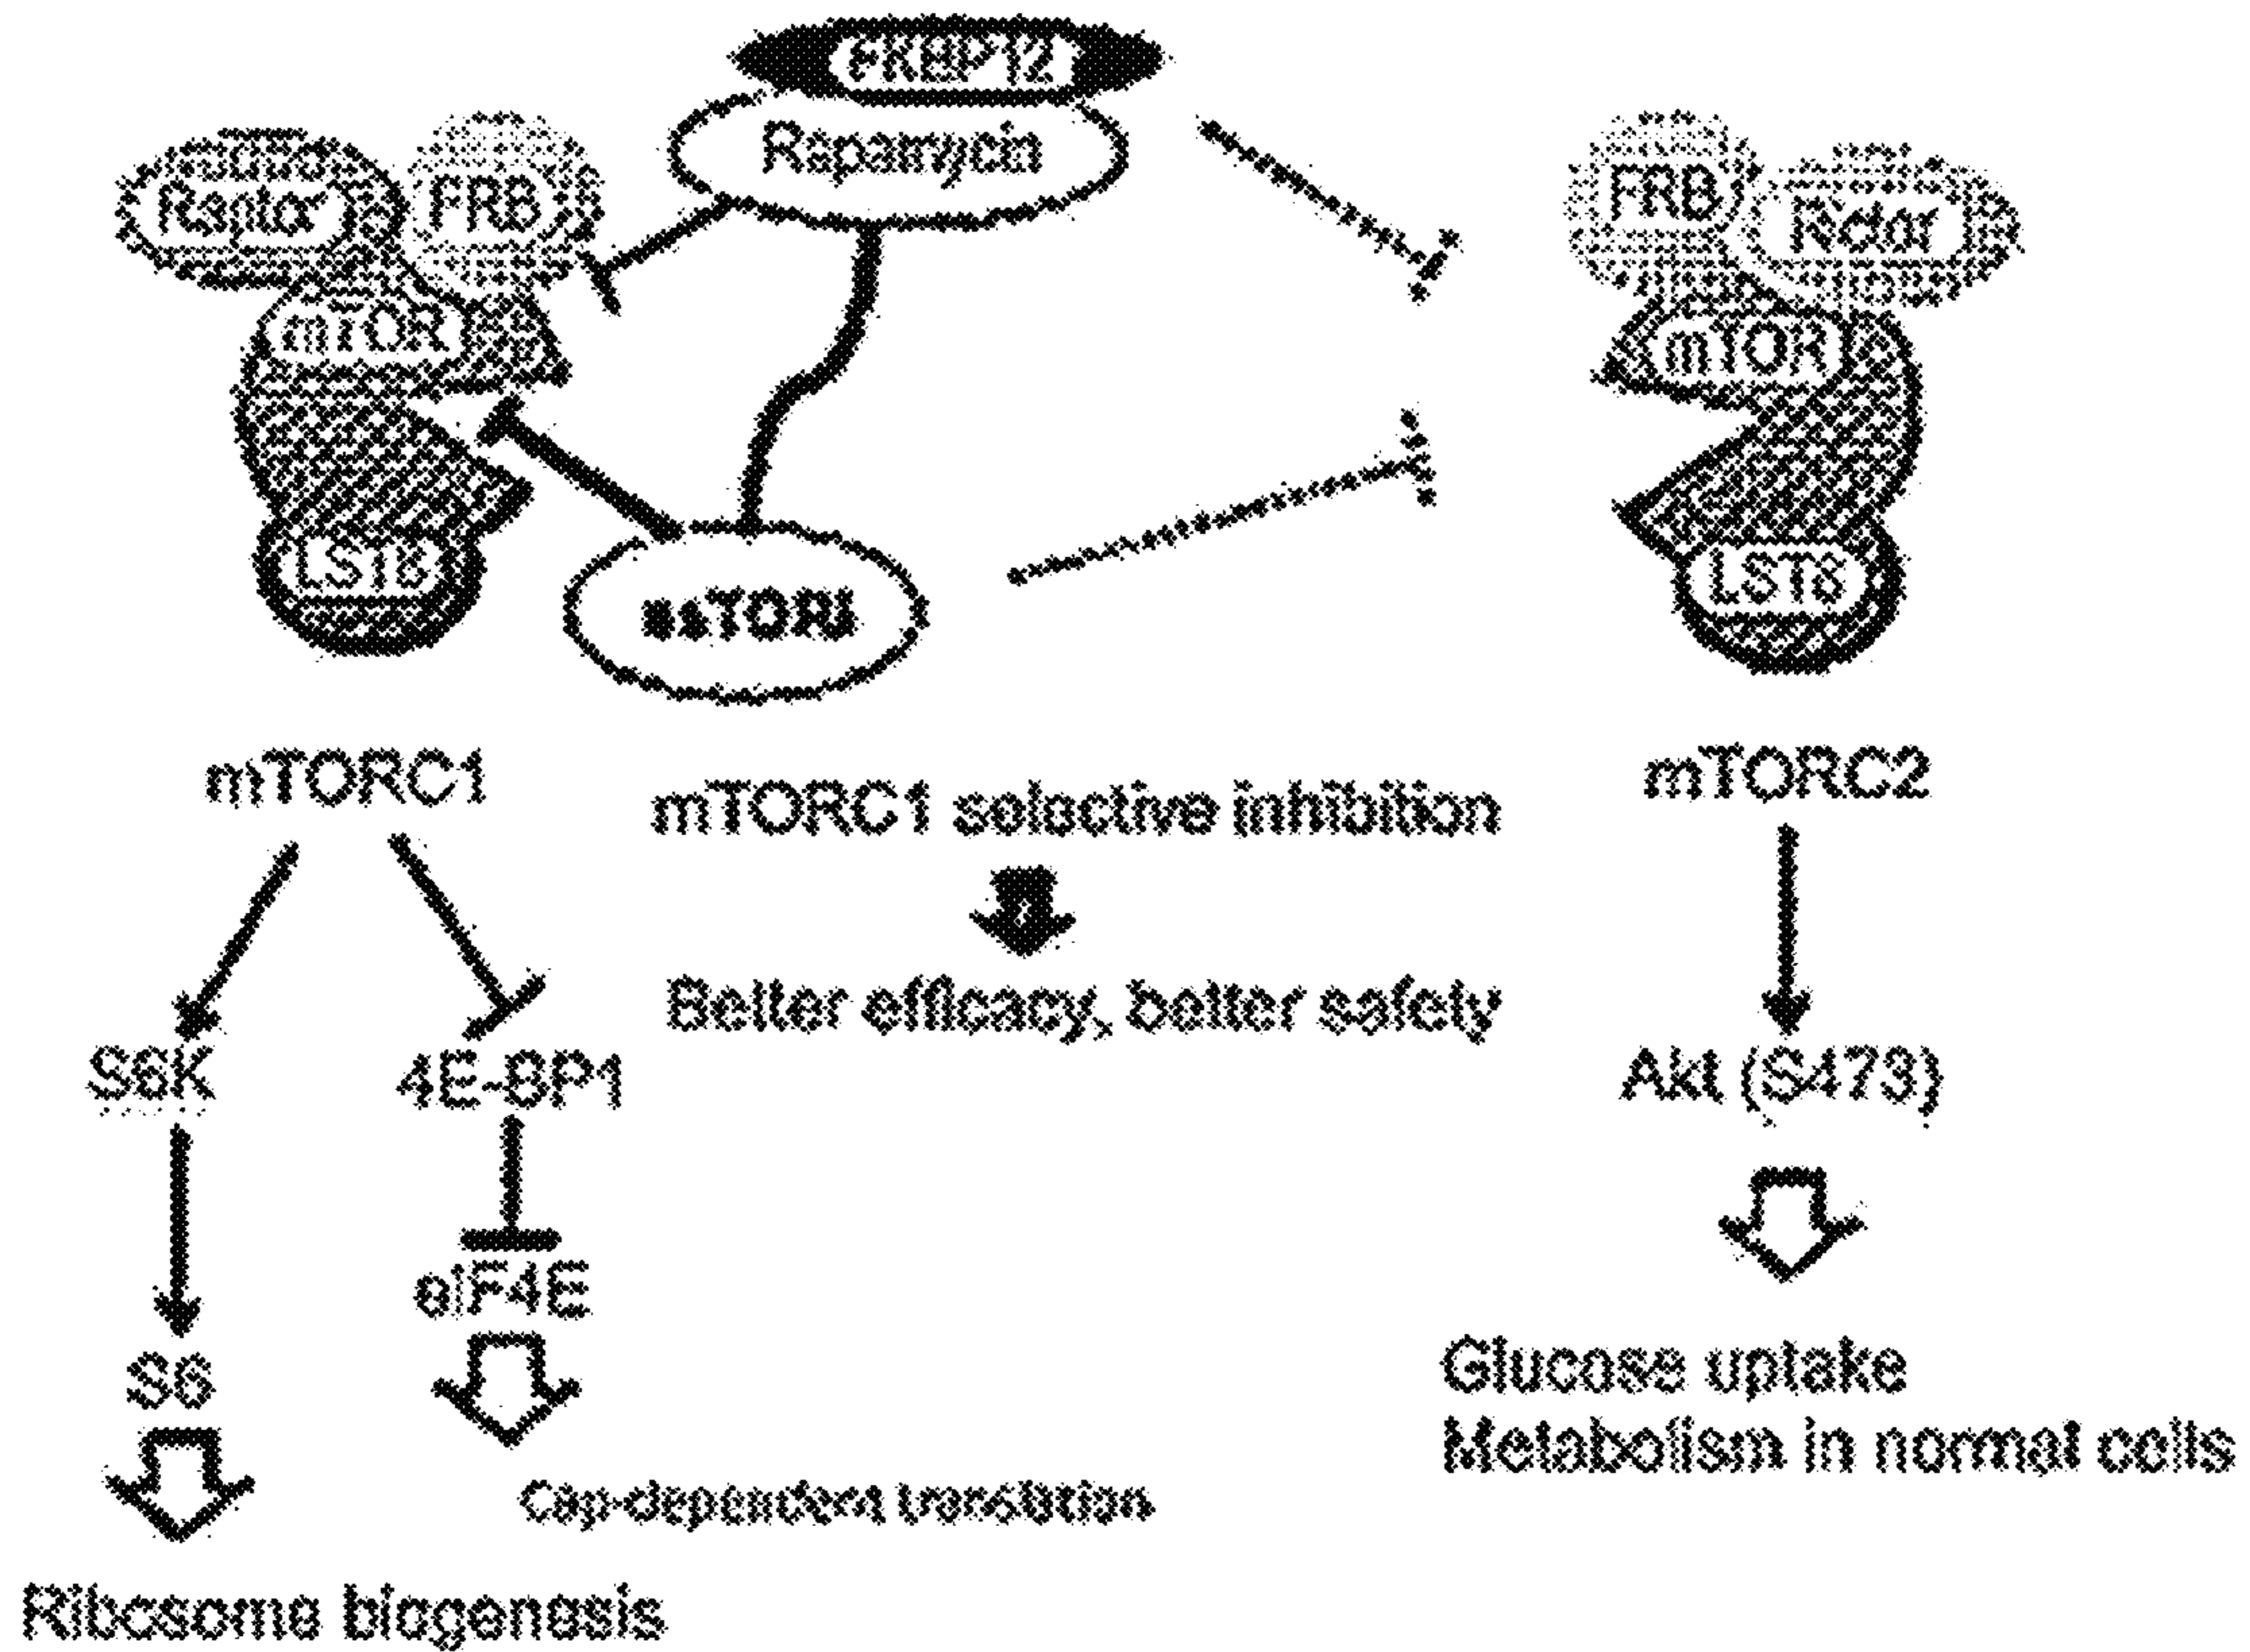 FKBP12
Rapamycin
Raptor
FRB
mTOR
LST8
FRB
Rictor
mTOR
LST8
mTORC1
mTORC1 selective inhibition
mTORC2
Better efficacy, better safety
S6K
4E-BP1
Akt (S473)
eIF4E
S6
Glucose uptake
Metabolism in normal cells
Cap-dependent translation
Ribosome biogenesis